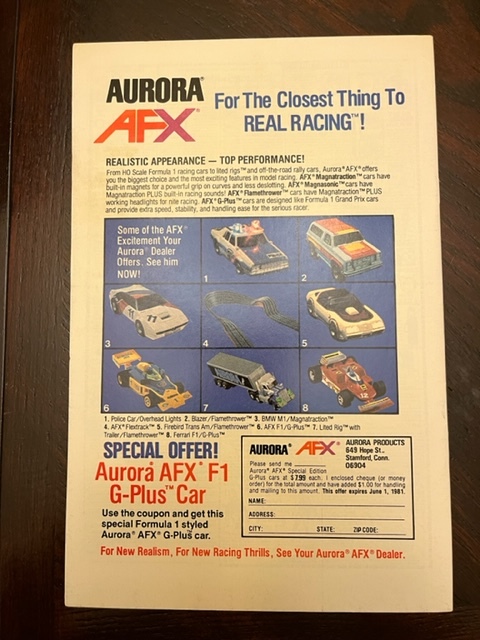 AURORA®
AFX®
For The Closest Thing To
REAL RACING™!
REALISTIC APPEARANCE — TOP PERFORMANCE!
From HO Scale Formula 1 racing cars to lited rigs™ and off-the-road rally cars, Aurora® AFX® offers
you the biggest choice and the most exciting features in model racing. AFX® Magnatraction™ cars have
built-in magnets for a powerful grip on curves and less deslotting. AFX® Magnasonic™ cars have
Magnatraction PLUS built-in racing sounds! AFX® Flamethrower™ cars have Magnatraction™ PLUS
working headlights for nite racing. AFX® G-Plus™ cars are designed like Formula 1 Grand Prix cars
and provide extra speed, stability, and handling ease for the serious racer.
Some of the AFX®
Excitement Your
Aurora® Dealer
Offers. See him
NOW!
1
2
3
4
5
6
7
8
11
12
1. Police Car/Overhead Lights 2. Blazer/Flamethrower™ 3. BMW M1/Magnatraction™
4. AFX® Flextrack™ 5. Firebird Trans Am/Flamethrower™ 6. AFX F1/G-Plus™ 7. Lited Rig™ with
Trailer/Flamethrower™ 8. Ferrari F1/G-Plus™
SPECIAL OFFER!
Aurora® AFX® F1
G-Plus™ Car
Use the coupon and get this
special Formula 1 styled
Aurora® AFX® G-Plus™ car.
AURORA® AFX®
AURORA PRODUCTS
649 Hope St.,
Stamford, Conn.
06904
Please send me
Aurora® AFX® Special Edition
G-Plus cars at $7.99 each. I enclosed cheque (or money
order) for the total amount and have added $1.00 for handling
and mailing to this amount. This offer expires June 1, 1981.
NAME:
ADDRESS:
CITY: STATE: ZIP CODE:
For New Realism, For New Racing Thrills, See Your Aurora® AFX® Dealer.